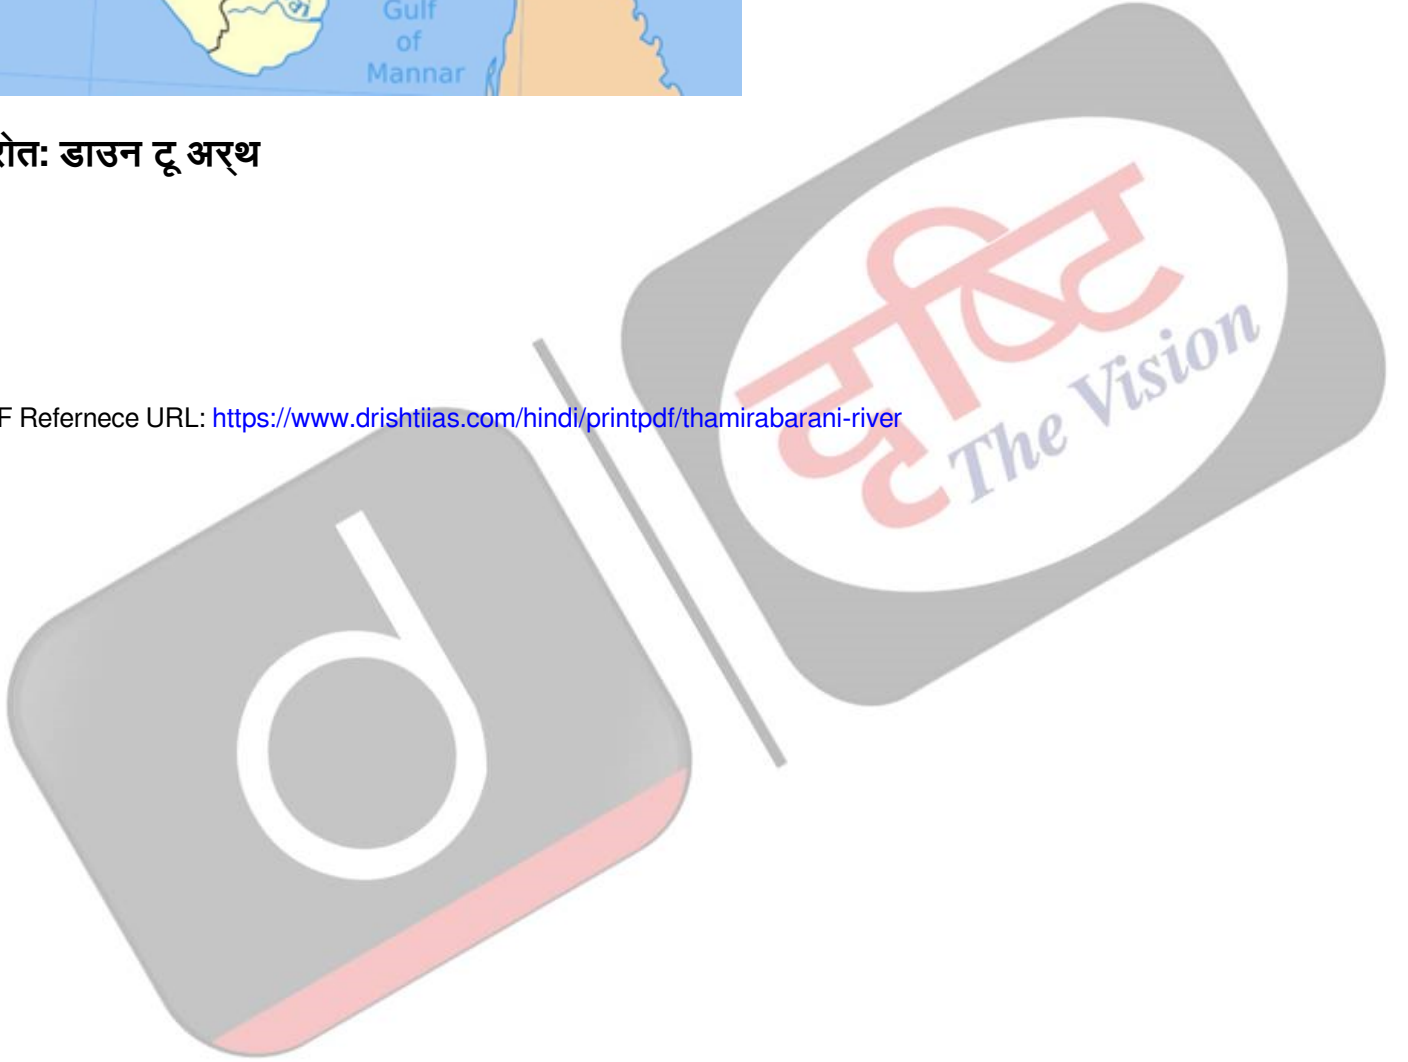 Gulf
of
Mannar
रोत: डाउन टू अर्थ
दृष्टि
The Vision
F Refernece URL: https://www.drishtiias.com/hindi/printpdf/thamirabarani-river
d